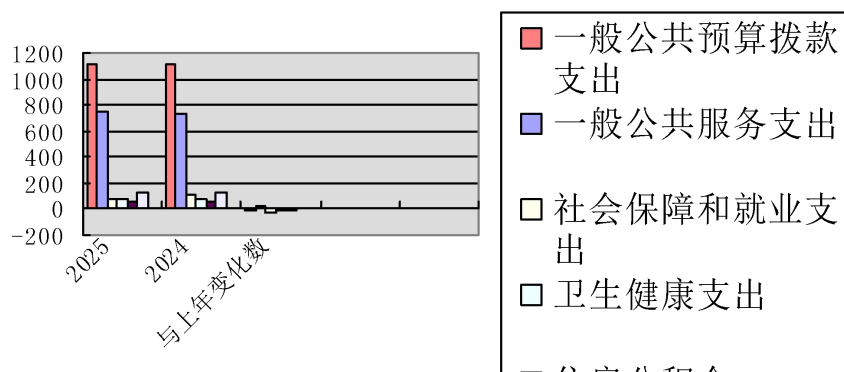 1200
1000
800
600
400
200
0
-200
2025
2024
与上年变化数
一般公共预算拨款
支出
一般公共服务支出
社会保障和就业支
出
卫生健康支出